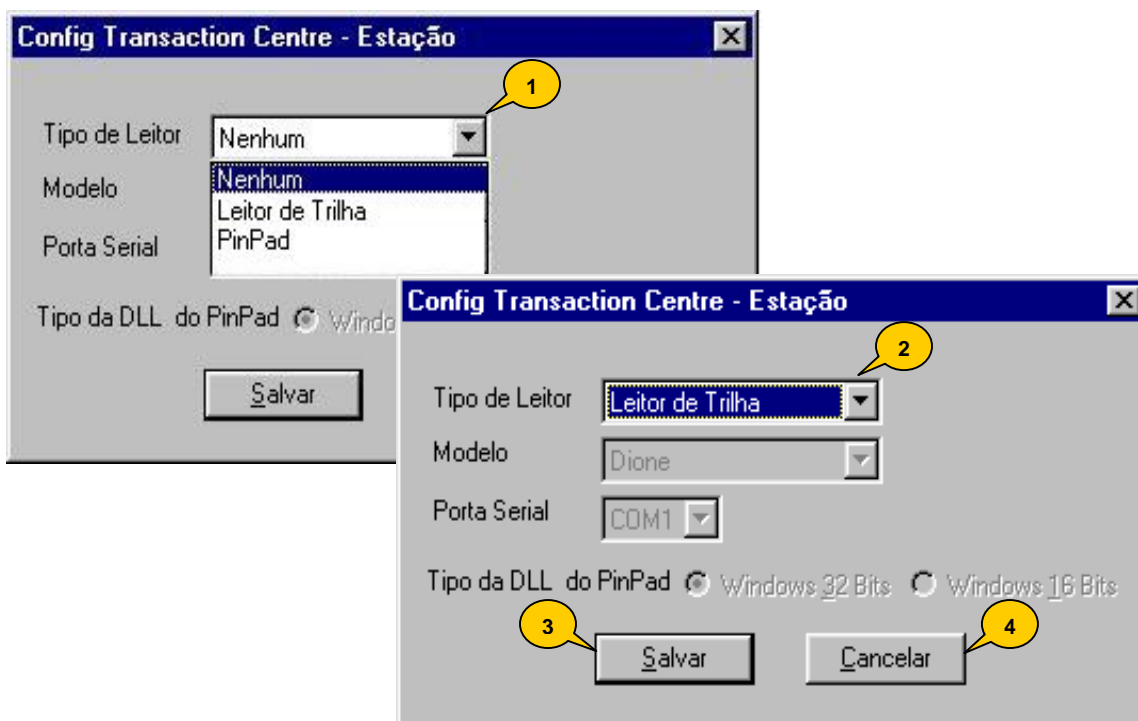 Config Transaction Centre - Estação
1
Tipo de Leitor Nenhum
Nenhum
Modelo
Leitor de Trilha
Porta Serial PinPad
Tipo da DLL do PinPad Windo
Salvar
Config Transaction Centre - Estação
2
Tipo de Leitor Leitor de Trilha
Modelo Dione
Porta Serial COM1
Tipo da DLL do PinPad Windows 32 Bits Windows 16 Bits
3 4
Salvar Cancelar